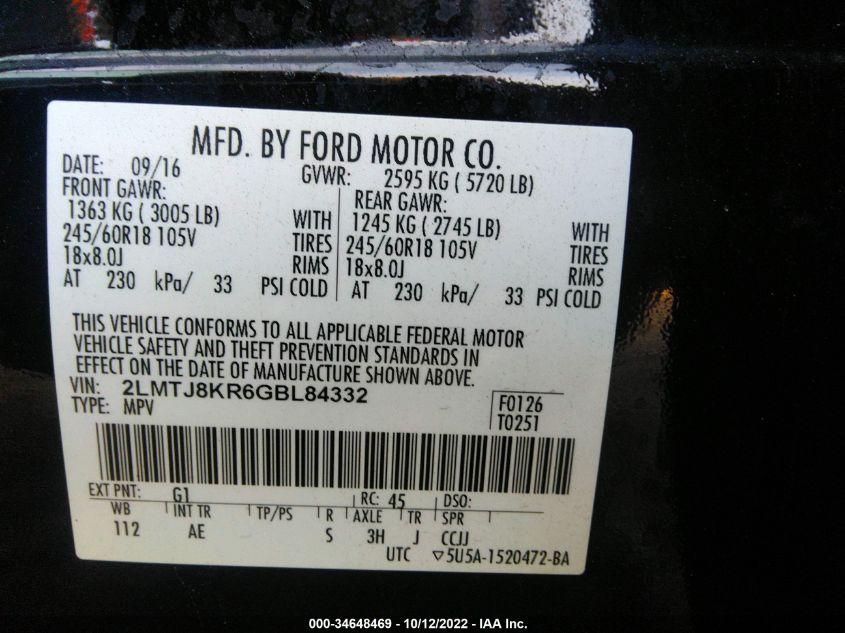 MFD. BY FORD MOTOR CO.
DATE: 09/16 GVWR: 2595 KG ( 5720 LB)
FRONT GAWR: REAR GAWR:
1363 KG ( 3005 LB) WITH 1245 KG ( 2745 LB) WITH
245/60R18 105V TIRES 245/60R18 105V TIRES
18x8.0J RIMS 18x8.0J RIMS
AT 230 kPa/ 33 PSI COLD AT 230 kPa/ 33 PSI COLD
THIS VEHICLE CONFORMS TO ALL APPLICABLE FEDERAL MOTOR
VEHICLE SAFETY AND THEFT PREVENTION STANDARDS IN
EFFECT ON THE DATE OF MANUFACTURE SHOWN ABOVE.
VIN: 2LMTJ8KR6GBL84332 F0126
TYPE: MPV T0251
EXT PNT: G1 RC: 45 DSO:
WB INT TR TP/PS R AXLE TR SPR
112 AE S 3H J CCJJ
UTC ▽5U5A-1520472-BA
000-34648469 - 10/12/2022 - IAA Inc.